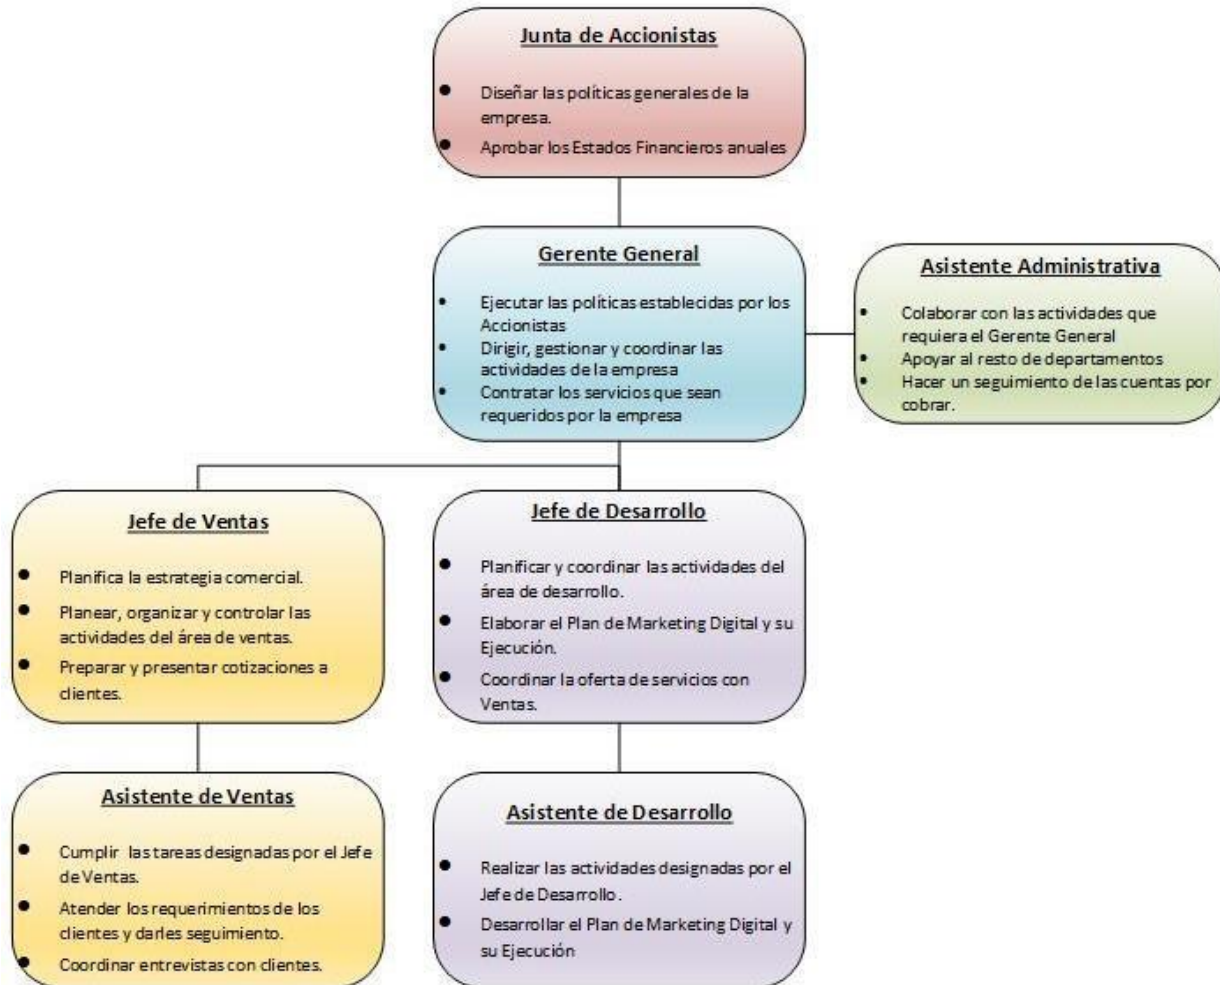 Junta de Accionistas
● Diseñar las políticas generales de la
empresa.
● Aprobar los Estados Financieros anuales
Gerente General
• Ejecutar las políticas establecidas por los
Accionistas
• Dirigir, gestionar y coordinar las
actividades de la empresa
• Contratar los servicios que sean
requeridos por la empresa
Asistente Administrativa
• Colaborar con las actividades que
requiera el Gerente General
• Apoyar al resto de departamentos
• Hacer un seguimiento de las cuentas por
cobrar.
Jefe de Ventas
● Planifica la estrategia comercial.
● Planear, organizar y controlar las
actividades del área de ventas.
● Preparar y presentar cotizaciones a
clientes.
Jefe de Desarrollo
● Planificar y coordinar las actividades del
área de desarrollo.
● Elaborar el Plan de Marketing Digital y su
Ejecución.
● Coordinar la oferta de servicios con
Ventas.
Asistente de Ventas
● Cumplir las tareas designadas por el Jefe
de Ventas.
● Atender los requerimientos de los
clientes y darles seguimiento.
● Coordinar entrevistas con clientes.
Asistente de Desarrollo
● Realizar las actividades designadas por el
Jefe de Desarrollo.
● Desarrollar el Plan de Marketing Digital y
su Ejecución